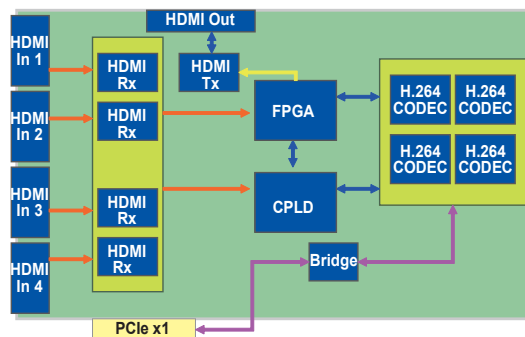 HDMI Out
HDMI
In 1
HDMI
In 2
HDMI
In 3
HDMI
In 4
HDMI
Rx
HDMI
Rx
HDMI
Rx
HDMI
Rx
HDMI
Tx
FPGA
CPLD
H.264
CODEC
H.264
CODEC
H.264
CODEC
H.264
CODEC
Bridge
PCIe x1